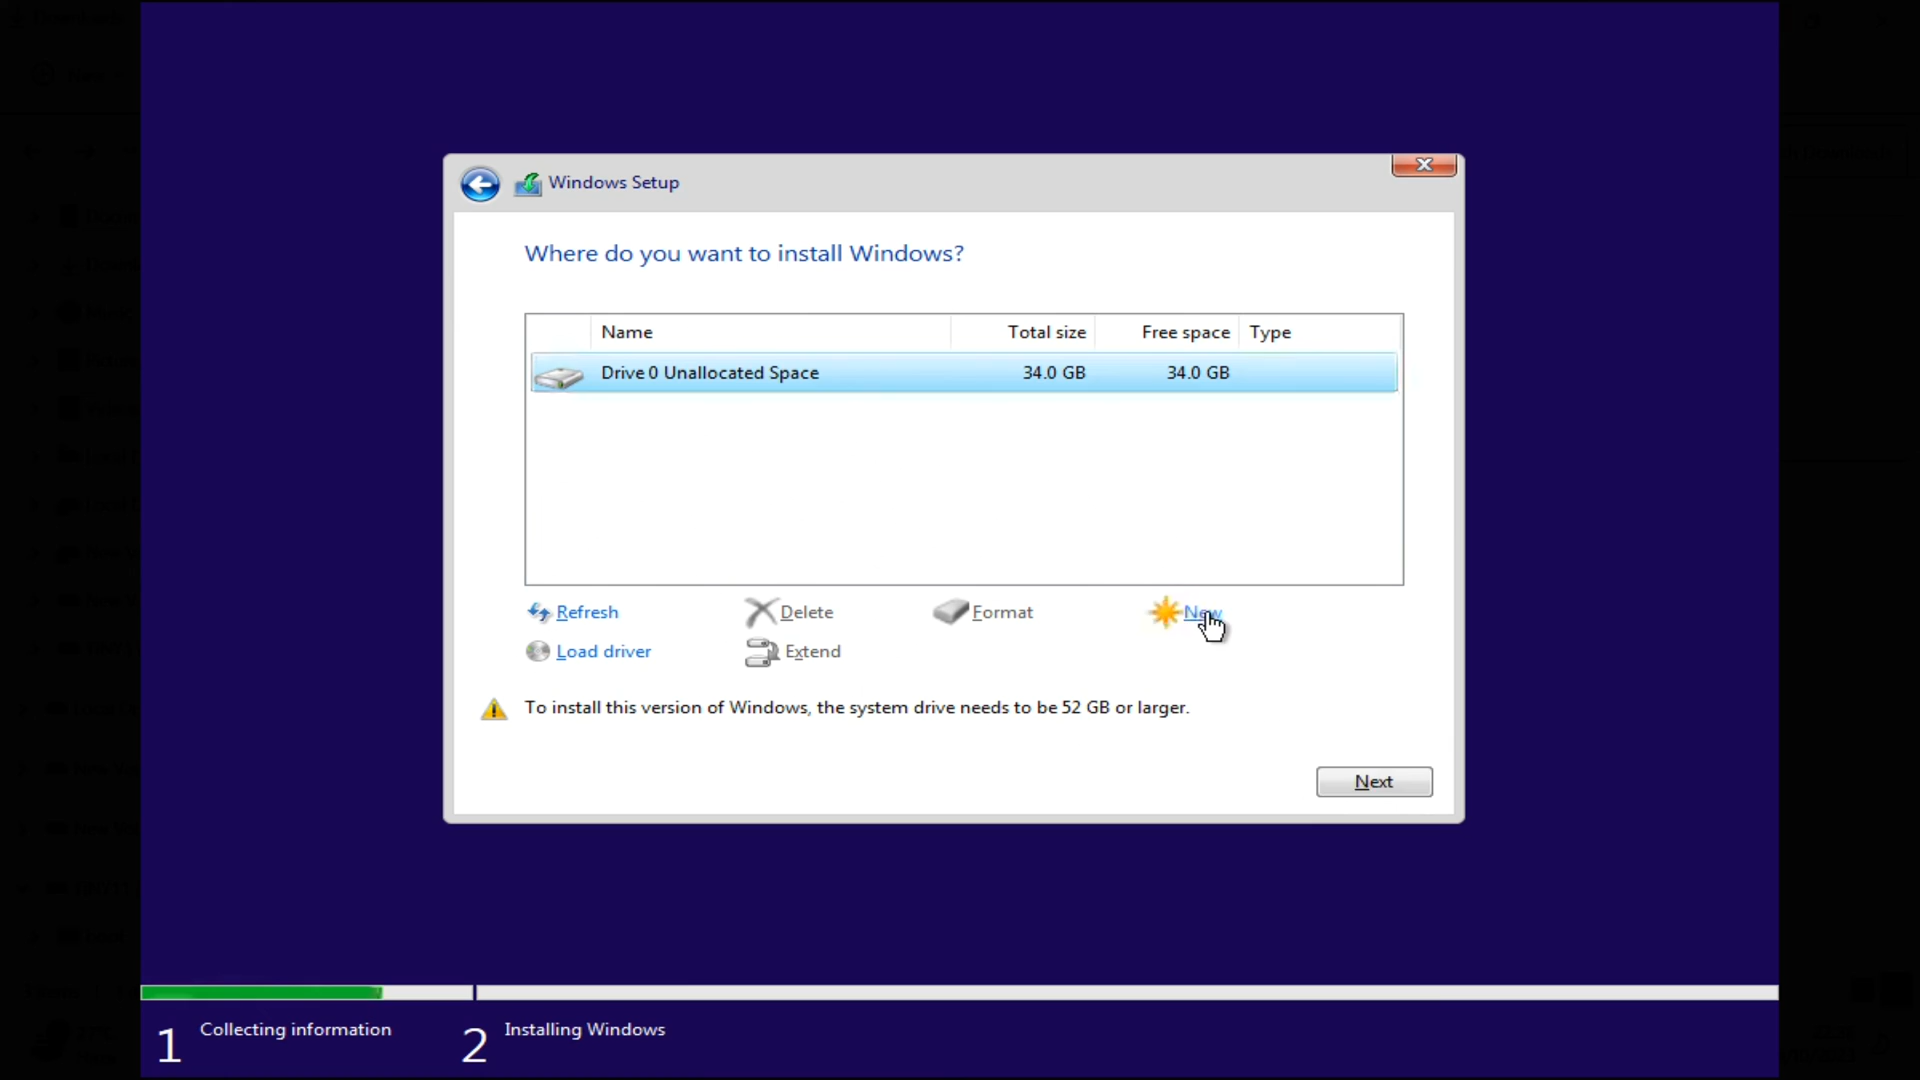 Windows Setup
Where do you want to install Windows?
Name Total size Free space Type
Drive 0 Unallocated Space 34.0 GB 34.0 GB
Refresh Delete Format New
Load driver Extend
To install this version of Windows, the system drive needs to be 52 GB or larger.
Next
1 Collecting information 2 Installing Windows